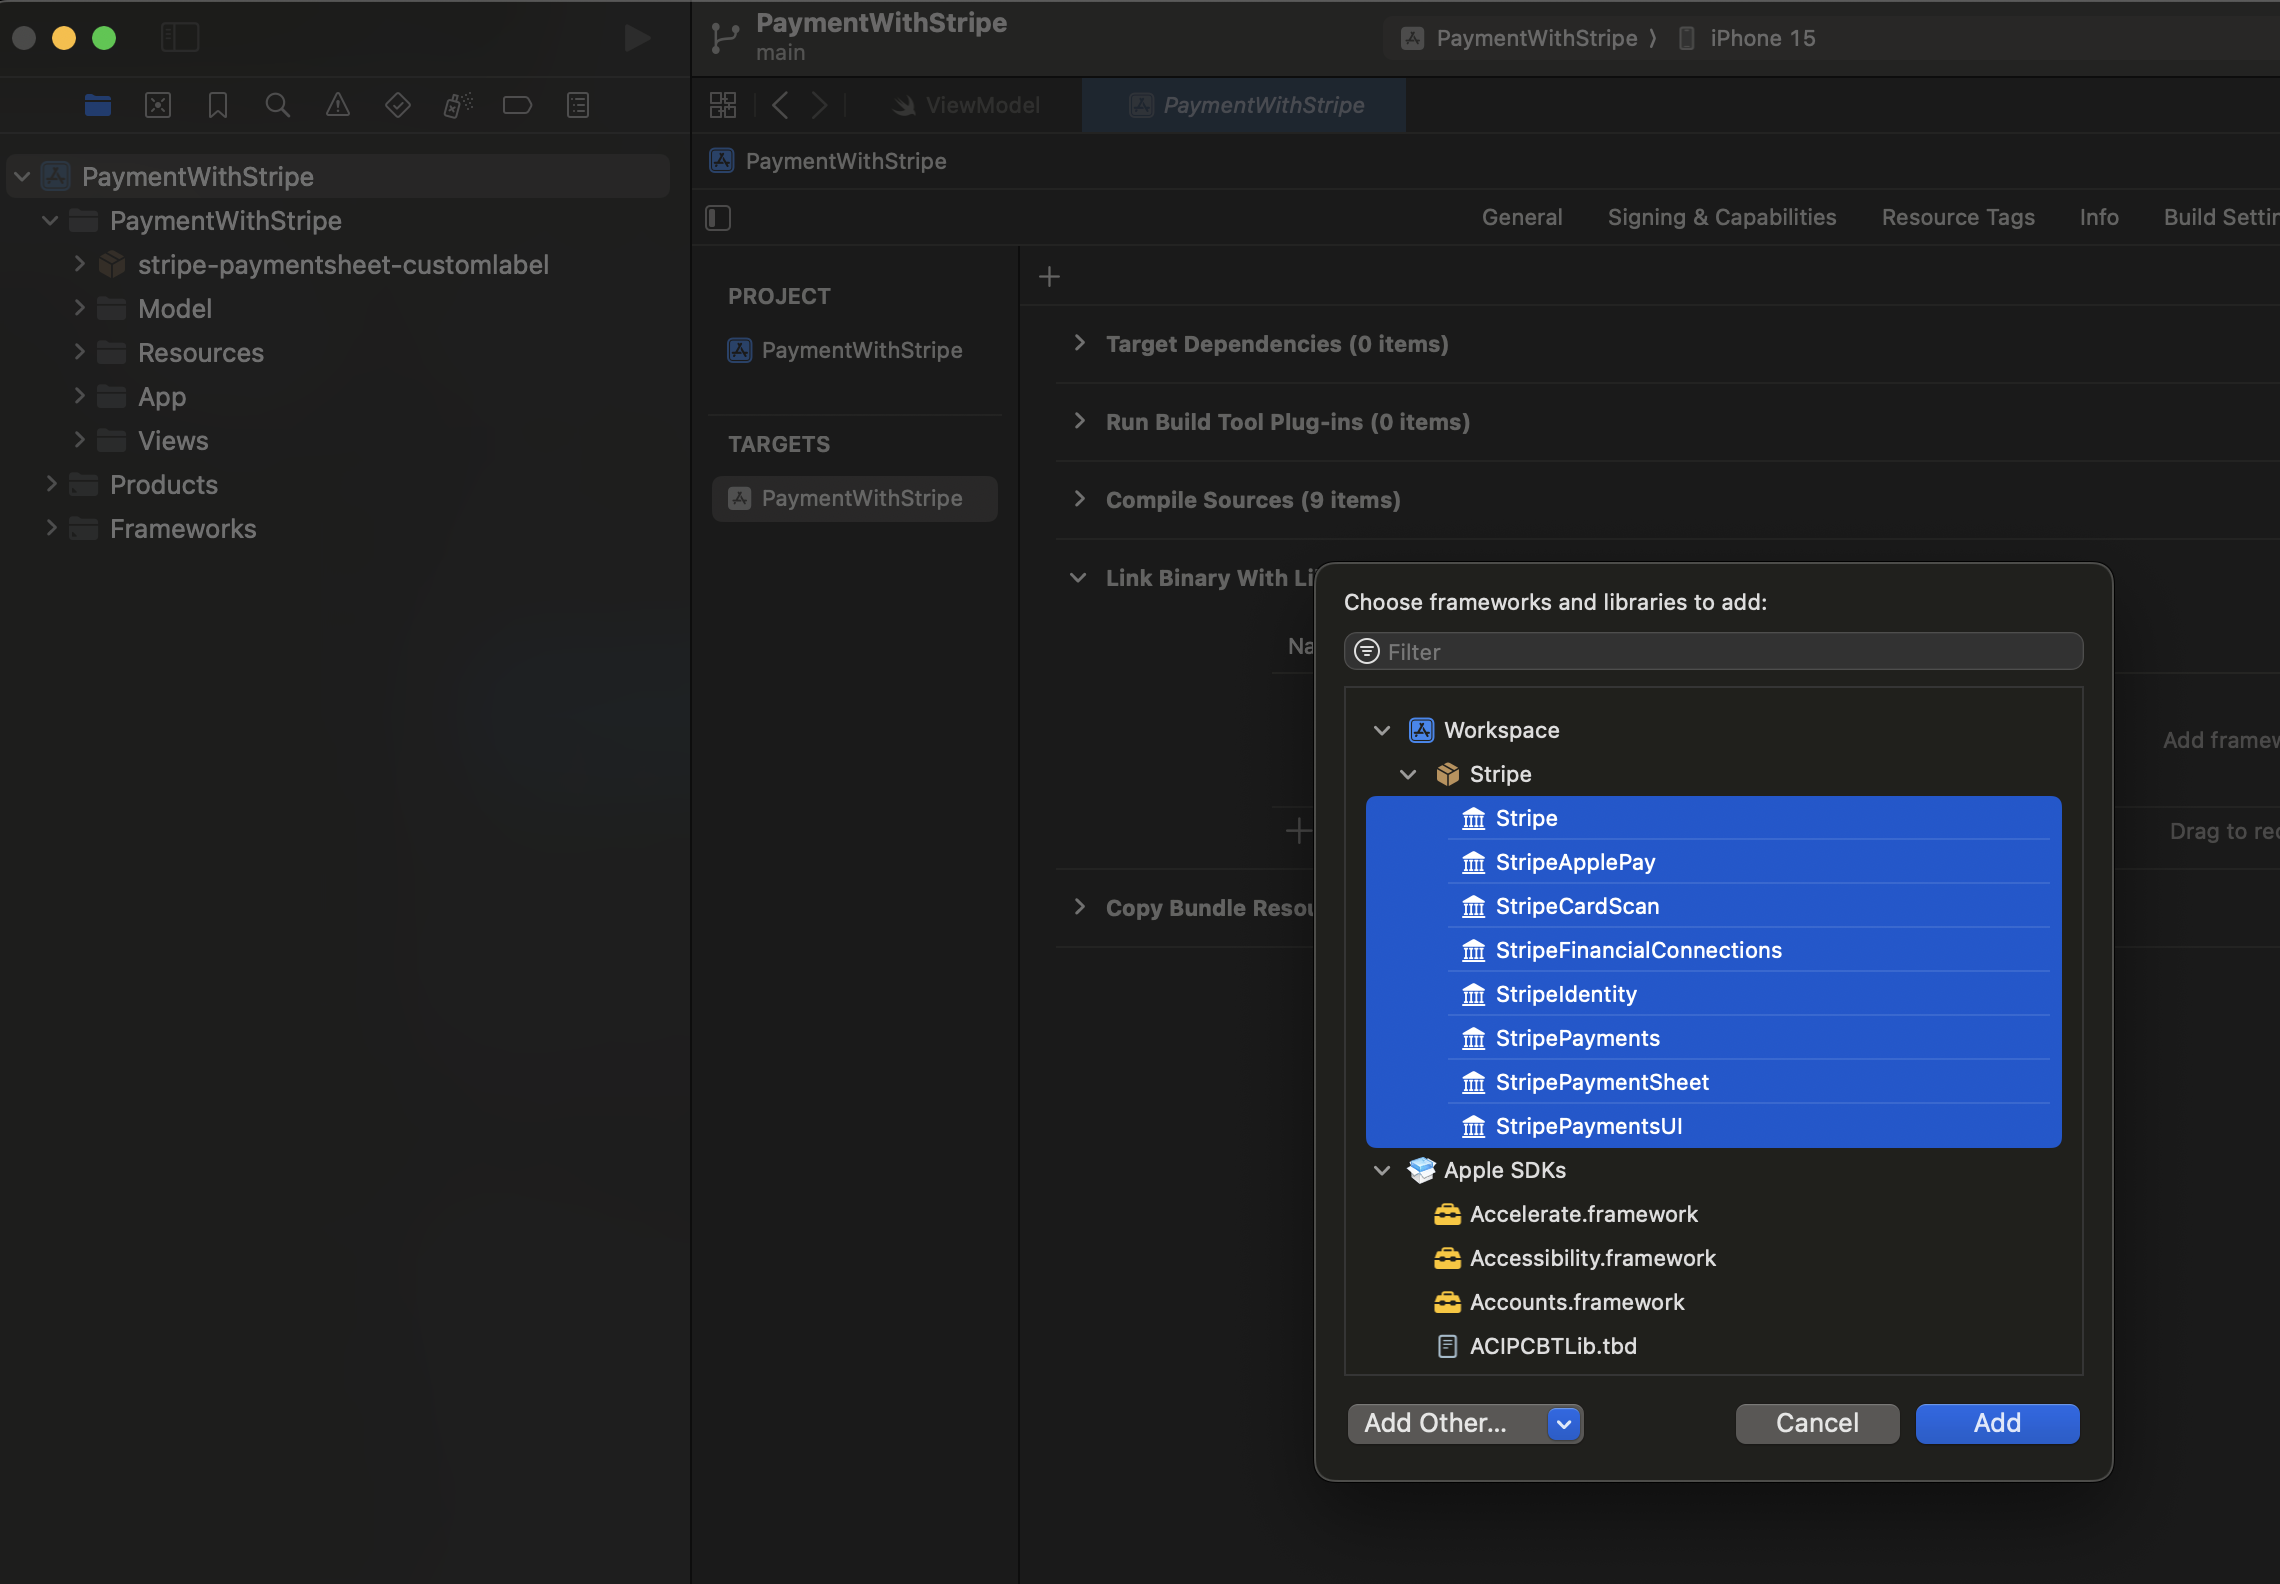 PaymentWithStripe
main
PaymentWithStripe
iPhone 15
ViewModel
PaymentWithStripe
PaymentWithStripe
PaymentWithStripe
PaymentWithStripe
stripe-paymentsheet-customlabel
Model
Resources
App
Views
Products
Frameworks
General
Signing & Capabilities
Resource Tags
Info
Build Settin
PROJECT
PaymentWithStripe
TARGETS
PaymentWithStripe
Target Dependencies (0 items)
Run Build Tool Plug-ins (0 items)
Compile Sources (9 items)
Link Binary With Li
Na
Add framew
Drag to reo
Copy Bundle Resou
Choose frameworks and libraries to add:
Filter
Workspace
Stripe
Stripe
StripeApplePay
StripeCardScan
StripeFinancialConnections
StripeIdentity
StripePayments
StripePaymentSheet
StripePaymentsUI
Apple SDKs
Accelerate.framework
Accessibility.framework
Accounts.framework
ACIPCBTLib.tbd
Add Other...
Cancel
Add